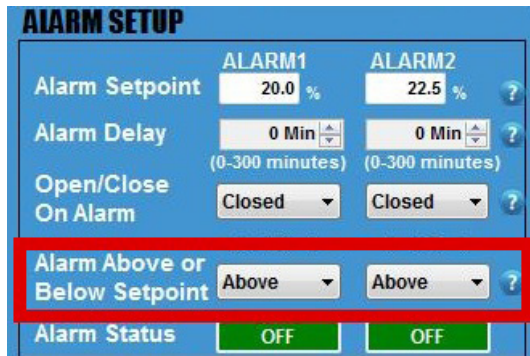 ALARM SETUP
ALARM1 ALARM2
Alarm Setpoint 20.0 % 22.5 % ?
Alarm Delay 0 Min 0 Min ?
(0-300 minutes) (0-300 minutes)
Open/Close
On Alarm Closed Closed ?
Alarm Above or
Below Setpoint Above Above ?
Alarm Status OFF OFF